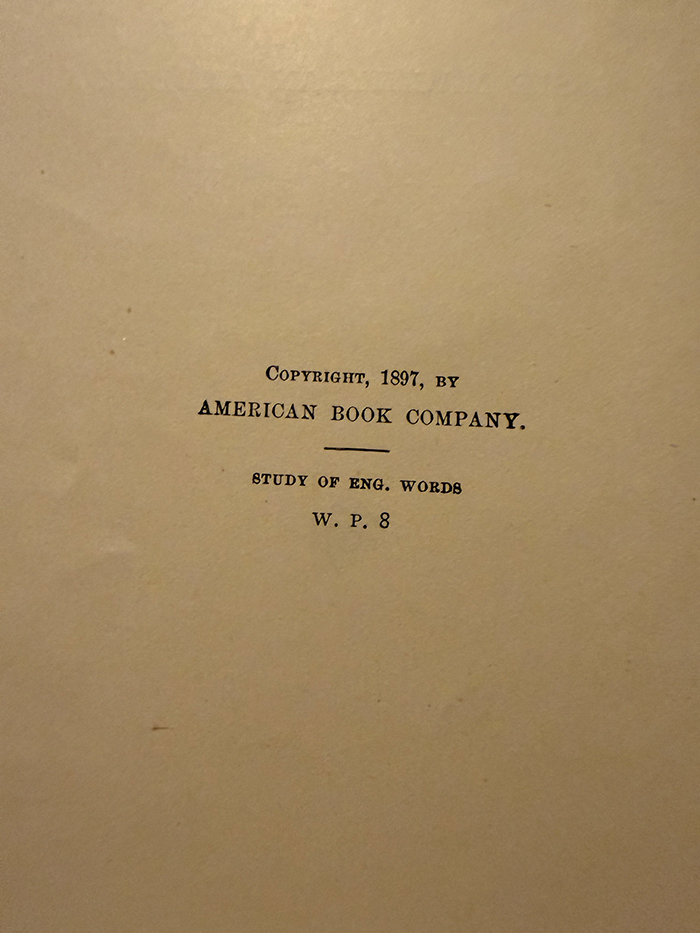 COPYRIGHT, 1897, BY
AMERICAN BOOK COMPANY.
STUDY OF ENG. WORDS
W. P. 8